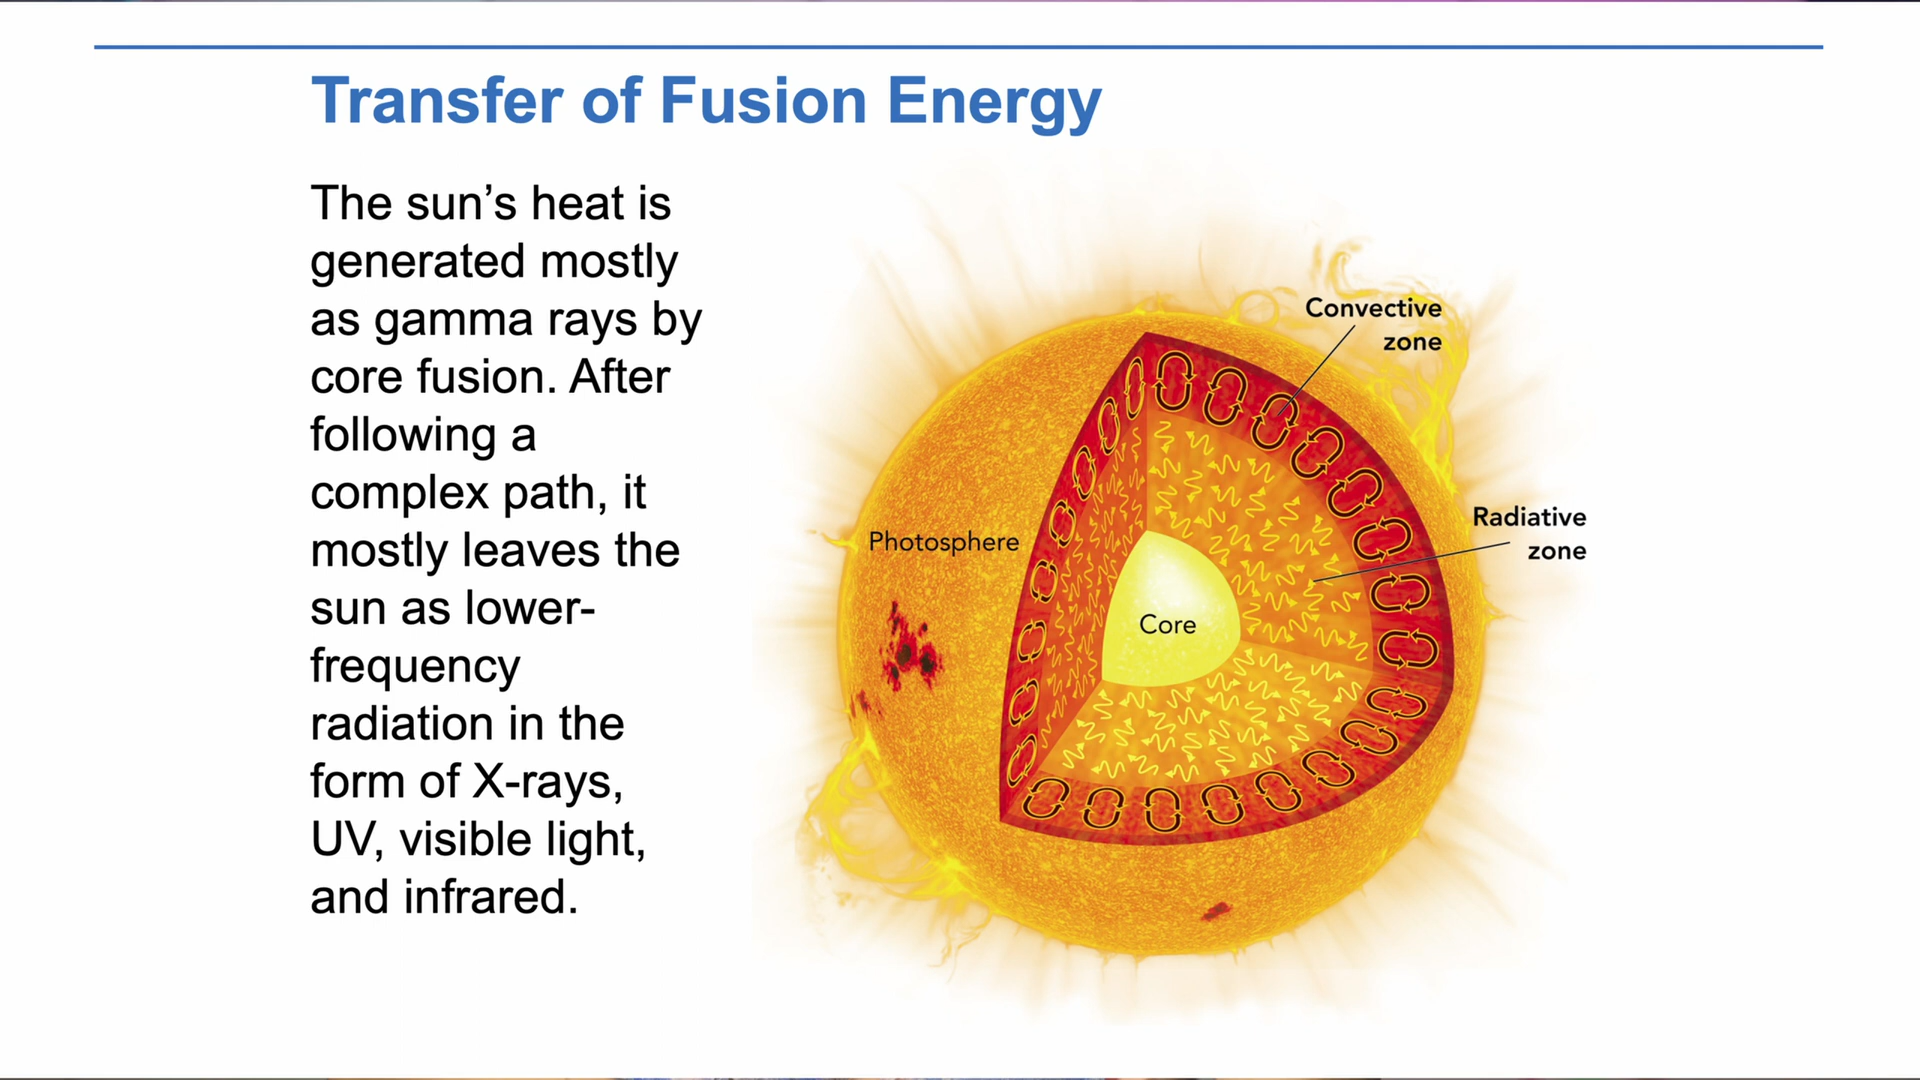 Transfer of Fusion Energy
The sun’s heat is
generated mostly
as gamma rays by
core fusion. After
following a
complex path, it
mostly leaves the
sun as lower-
frequency
radiation in the
form of X-rays,
UV, visible light,
and infrared.
Convective
zone
Radiative
zone
Photosphere
Core